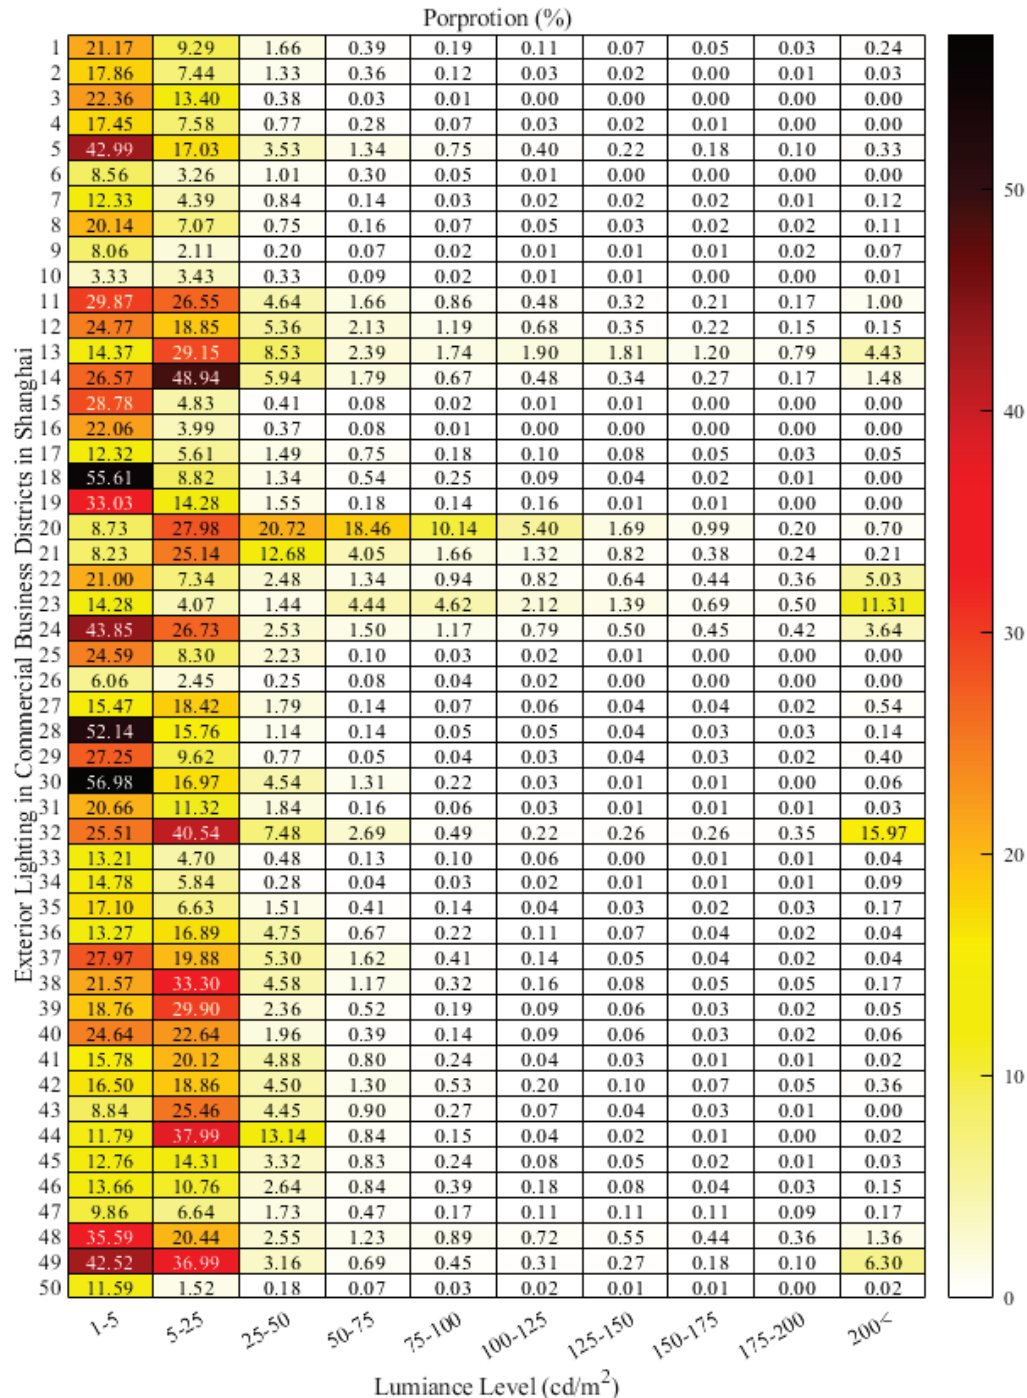 Porprotion (%)
Exterior Lighting in Commercial Business Districts in Shanghai
1 21.17 9.29 1.66 0.39 0.19 0.11 0.07 0.05 0.03 0.24
2 17.86 7.44 1.33 0.36 0.12 0.03 0.02 0.00 0.01 0.03
3 22.36 13.40 0.38 0.03 0.01 0.00 0.00 0.00 0.00 0.00
4 17.45 7.58 0.77 0.28 0.07 0.03 0.02 0.01 0.00 0.00
5 42.99 17.03 3.53 1.34 0.75 0.40 0.22 0.18 0.10 0.33
6 8.56 3.26 1.01 0.30 0.05 0.01 0.00 0.00 0.00 0.00
7 12.33 4.39 0.84 0.14 0.03 0.02 0.02 0.02 0.01 0.12
8 20.14 7.07 0.75 0.16 0.07 0.05 0.03 0.02 0.02 0.11
9 8.06 2.11 0.20 0.07 0.02 0.01 0.01 0.01 0.02 0.07
10 3.33 3.43 0.33 0.09 0.02 0.01 0.01 0.00 0.00 0.01
11 29.87 26.55 4.64 1.66 0.86 0.48 0.32 0.21 0.17 1.00
12 24.77 18.85 5.36 2.13 1.19 0.68 0.35 0.22 0.15 0.15
13 14.37 29.15 8.53 2.39 1.74 1.90 1.81 1.20 0.79 4.43
14 26.57 48.94 5.94 1.79 0.67 0.48 0.34 0.27 0.17 1.48
15 28.78 4.83 0.41 0.08 0.02 0.01 0.01 0.00 0.00 0.00
16 22.06 3.99 0.37 0.08 0.01 0.00 0.00 0.00 0.00 0.00
17 12.32 5.61 1.49 0.75 0.18 0.10 0.08 0.05 0.03 0.05
18 55.61 8.82 1.34 0.54 0.25 0.09 0.04 0.02 0.01 0.00
19 33.03 14.28 1.55 0.18 0.14 0.16 0.01 0.01 0.00 0.00
20 8.73 27.98 20.72 18.46 10.14 5.40 1.69 0.99 0.20 0.70
21 8.23 25.14 12.68 4.05 1.66 1.32 0.82 0.38 0.24 0.21
22 21.00 7.34 2.48 1.34 0.94 0.82 0.64 0.44 0.36 5.03
23 14.28 4.07 1.44 4.44 4.62 2.12 1.39 0.69 0.50 11.31
24 43.85 26.73 2.53 1.50 1.17 0.79 0.50 0.45 0.42 3.64
25 24.59 8.30 2.23 0.10 0.03 0.02 0.01 0.00 0.00 0.00
26 6.06 2.45 0.25 0.08 0.04 0.02 0.00 0.00 0.00 0.00
27 15.47 18.42 1.79 0.14 0.07 0.06 0.04 0.02 0.02 0.54
28 52.14 15.76 1.14 0.14 0.05 0.05 0.04 0.03 0.03 0.14
29 27.25 9.62 0.77 0.05 0.04 0.03 0.04 0.03 0.02 0.40
30 56.98 16.97 4.54 1.31 0.22 0.03 0.01 0.01 0.00 0.06
31 20.66 11.32 1.84 0.16 0.06 0.03 0.01 0.01 0.01 0.03
32 25.51 40.54 7.48 2.69 0.49 0.22 0.26 0.26 0.35 15.97
33 13.21 4.70 0.48 0.13 0.10 0.06 0.00 0.01 0.01 0.04
34 14.78 5.84 0.28 0.04 0.03 0.02 0.01 0.01 0.01 0.09
35 17.10 6.63 1.51 0.41 0.14 0.04 0.03 0.02 0.03 0.17
36 13.27 16.89 4.75 0.67 0.22 0.11 0.07 0.04 0.02 0.04
37 27.97 19.88 5.30 1.62 0.41 0.14 0.05 0.04 0.02 0.04
38 21.57 33.30 4.58 1.17 0.32 0.16 0.08 0.05 0.05 0.17
39 18.76 29.90 2.36 0.52 0.19 0.09 0.06 0.03 0.02 0.05
40 24.64 22.64 1.96 0.39 0.14 0.09 0.06 0.03 0.02 0.06
41 15.78 20.12 4.88 0.80 0.24 0.04 0.03 0.01 0.01 0.02
42 16.50 18.86 4.50 1.30 0.53 0.20 0.10 0.07 0.05 0.36
43 8.84 25.46 4.45 0.90 0.27 0.07 0.04 0.03 0.01 0.00
44 11.79 37.99 13.14 0.84 0.15 0.04 0.02 0.01 0.00 0.02
45 12.76 14.31 3.32 0.83 0.24 0.08 0.05 0.02 0.01 0.03
46 13.66 10.76 2.64 0.84 0.39 0.18 0.08 0.04 0.03 0.15
47 9.86 6.64 1.73 0.47 0.17 0.11 0.11 0.11 0.09 0.17
48 35.59 20.44 2.55 1.23 0.89 0.72 0.55 0.44 0.36 1.36
49 42.52 36.99 3.16 0.69 0.45 0.31 0.27 0.18 0.10 6.30
50 11.59 1.52 0.18 0.07 0.03 0.02 0.01 0.01 0.00 0.02
1-5 5-25 25-50 50-75 75-100 100-125 125-150 150-175 175-200 200<
Lumiance Level (cd/m²)
50
40
30
20
10
0